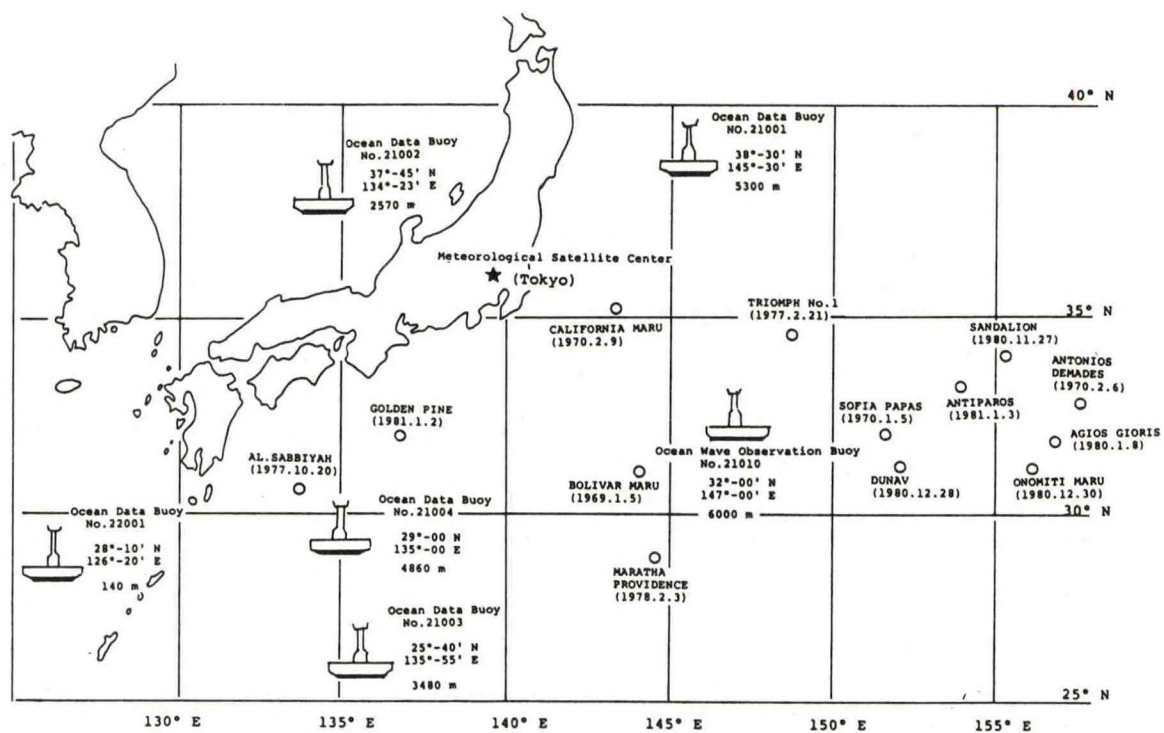 40° N
Ocean Data Buoy
No.21001
38°-30' N
145°-30' E
5300 m
Ocean Data Buoy
No.21002
37°-45' N
134°-23' E
2570 m
Meteorological Satellite Center
(Tokyo)
35° N
CALIFORNIA MARU
(1970.2.9)
TRIOMPH No.1
(1977.2.21)
SANDALION
(1980.11.27)
ANTONIOS
DEMADES
(1970.2.6)
ANTIPAROS
(1981.1.3)
SOFIA PAPAS
(1970.1.5)
AGIOS GIORIS
(1980.1.8)
GOLDEN PINE
(1981.1.2)
AL.SABBIYAH
(1977.10.20)
BOLIVAR MARU
(1969.1.5)
Ocean Wave Observation Buoy
No.21010
32°-00' N
147°-00' E
6000 m
DUNAV
(1980.12.28)
ONOMITI MARU
(1980.12.30)
30° N
Ocean Data Buoy
No.22001
28°-10' N
126°-20' E
140 m
Ocean Data Buoy
No.21004
29°-00 N
135°-00 E
4860 m
MARATHA
PROVIDENCE
(1978.2.3)
Ocean Data Buoy
No.21003
25°-40' N
135°-55' E
3480 m
25° N
130° E
135° E
140° E
145° E
150° E
155° E